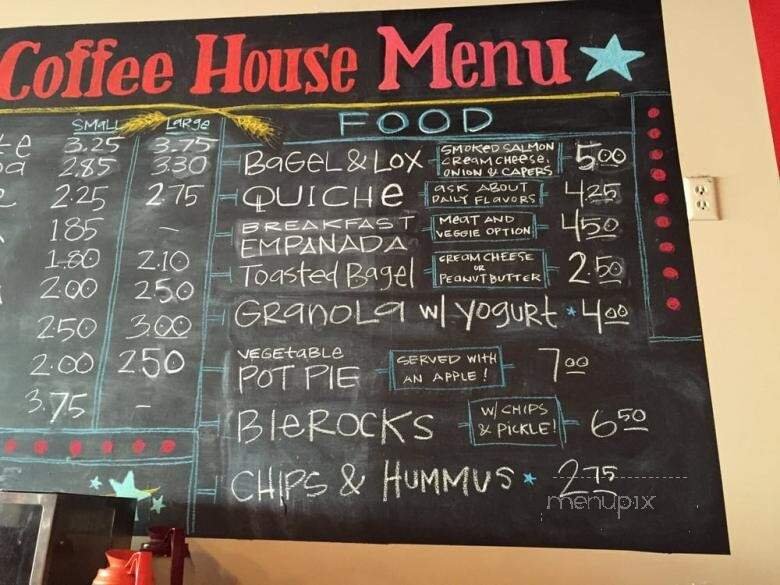 Coffee House Menu
SMALL LARGE
3.25 3.75
2.85 3.30
2.25 2.75
1.85 -
1.80 2.10
2.00 2.50
2.50 3.00
2.00 2.50
3.75 -
FOOD
BAGEL & LOX SMOKED SALMON CREAM CHEESE, ONION & CAPERS 5.00
QUICHE ASK ABOUT DAILY FLAVORS 4.25
BREAKFAST EMPANADA MEAT AND VEGGIE OPTION 4.50
Toasted Bagel CREAM CHEESE OR PEANUT BUTTER 2.50
GRANOLA W/ YOGURT 4.00
VEGETABLE POT PIE SERVED WITH AN APPLE! 7.00
BIEROCKS W/ CHIPS & PICKLE! 6.50
CHIPS & HUMMUS 2.75
menupix